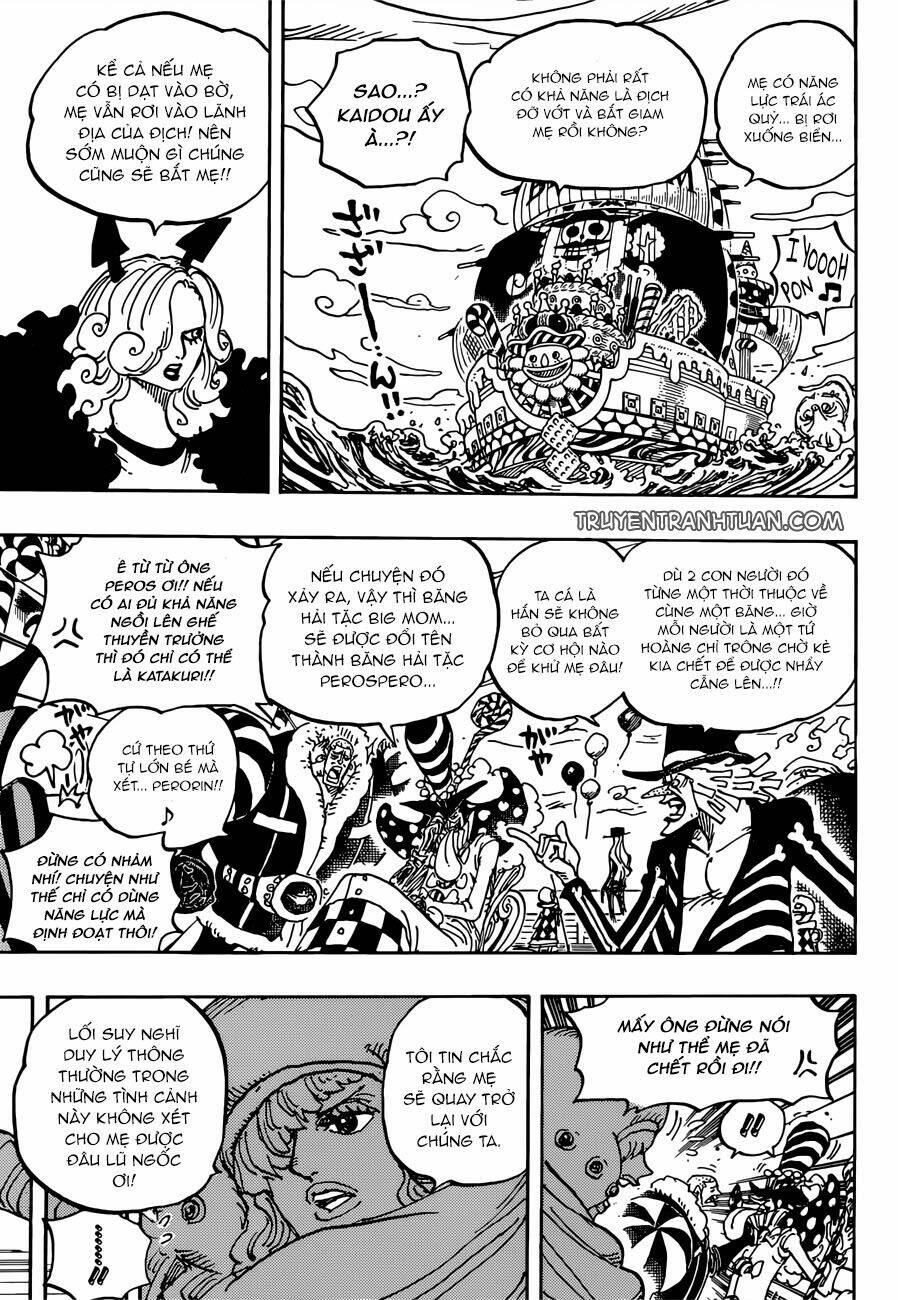 MẸ CÓ NĂNG
LỰC TRÁI ÁC
QUỶ... BỊ RƠI
XUỐNG BIỂN...
KHÔNG PHẢI RẤT
CÓ KHẢ NĂNG LÀ ĐỊCH
ĐỠ VỚT VÀ BẮT GIAM
MẸ RỒI KHÔNG?
SAO...?
KAIDOU ẤY
À...?!
I YOOOH
PON ♫
KỂ CẢ NẾU MẸ
CÓ BỊ DẠT VÀO BỜ,
MẸ VẪN RƠI VÀO LÃNH
ĐỊA CỦA ĐỊCH! NÊN
SỚM MUỘN GÌ CHÚNG
CŨNG SẼ BẮT MẸ!!
TRUYENTRANHTUAN.COM
DÙ 2 CON NGƯỜI ĐÓ
TỪNG MỘT THỜI THUỘC VỀ
CÙNG MỘT BĂNG... GIỜ
MỖI NGƯỜI LÀ MỘT TỨ
HOÀNG CHỈ TRÔNG CHỜ KẺ
KIA CHẾT ĐỂ ĐƯỢC NHẢY
CẪNG LÊN...!!
TA CÁ LÀ
HẮN SẼ KHÔNG
BỎ QUA BẤT
KỲ CƠ HỘI NÀO
ĐỂ KHỬ MẸ ĐÂU!
NẾU CHUYỆN ĐÓ
XẢY RA, VẬY THÌ BĂNG
HẢI TẶC BIG MOM...
SẼ ĐƯỢC ĐỔI TÊN
THÀNH BĂNG HẢI TẶC
PEROSPERO...
Ê TỪ TỪ ÔNG
PEROS ƠI!! NẾU
CÓ AI ĐỦ KHẢ NĂNG
NGỒI LÊN GHẾ
THUYỀN TRƯỞNG
THÌ ĐÓ CHỈ CÓ THỂ
LÀ KATAKURI!!
CỨ THEO THỨ
TỰ LỚN BÉ MÀ
XÉT... PERORIN!!
♪
ĐỪNG CÓ NHẢM
NHÍ! CHUYỆN NHƯ
THẾ CHỈ CÓ DÙNG
NĂNG LỰC MÀ
ĐỊNH ĐOẠT THÔI!
MẤY ÔNG ĐỪNG NÓI
NHƯ THỂ MẸ ĐÃ
CHẾT RỒI ĐI!!
!!
TÔI TIN CHẮC
RẰNG MẸ
SẼ QUAY TRỞ
LẠI VỚI
CHÚNG TA.
LỐI SUY NGHĨ
DUY LÝ THÔNG
THƯỜNG TRONG
NHỮNG TÌNH CẢNH
NÀY KHÔNG XÉT
CHO MẸ ĐƯỢC
ĐÂU LŨ NGỐC
ƠI!